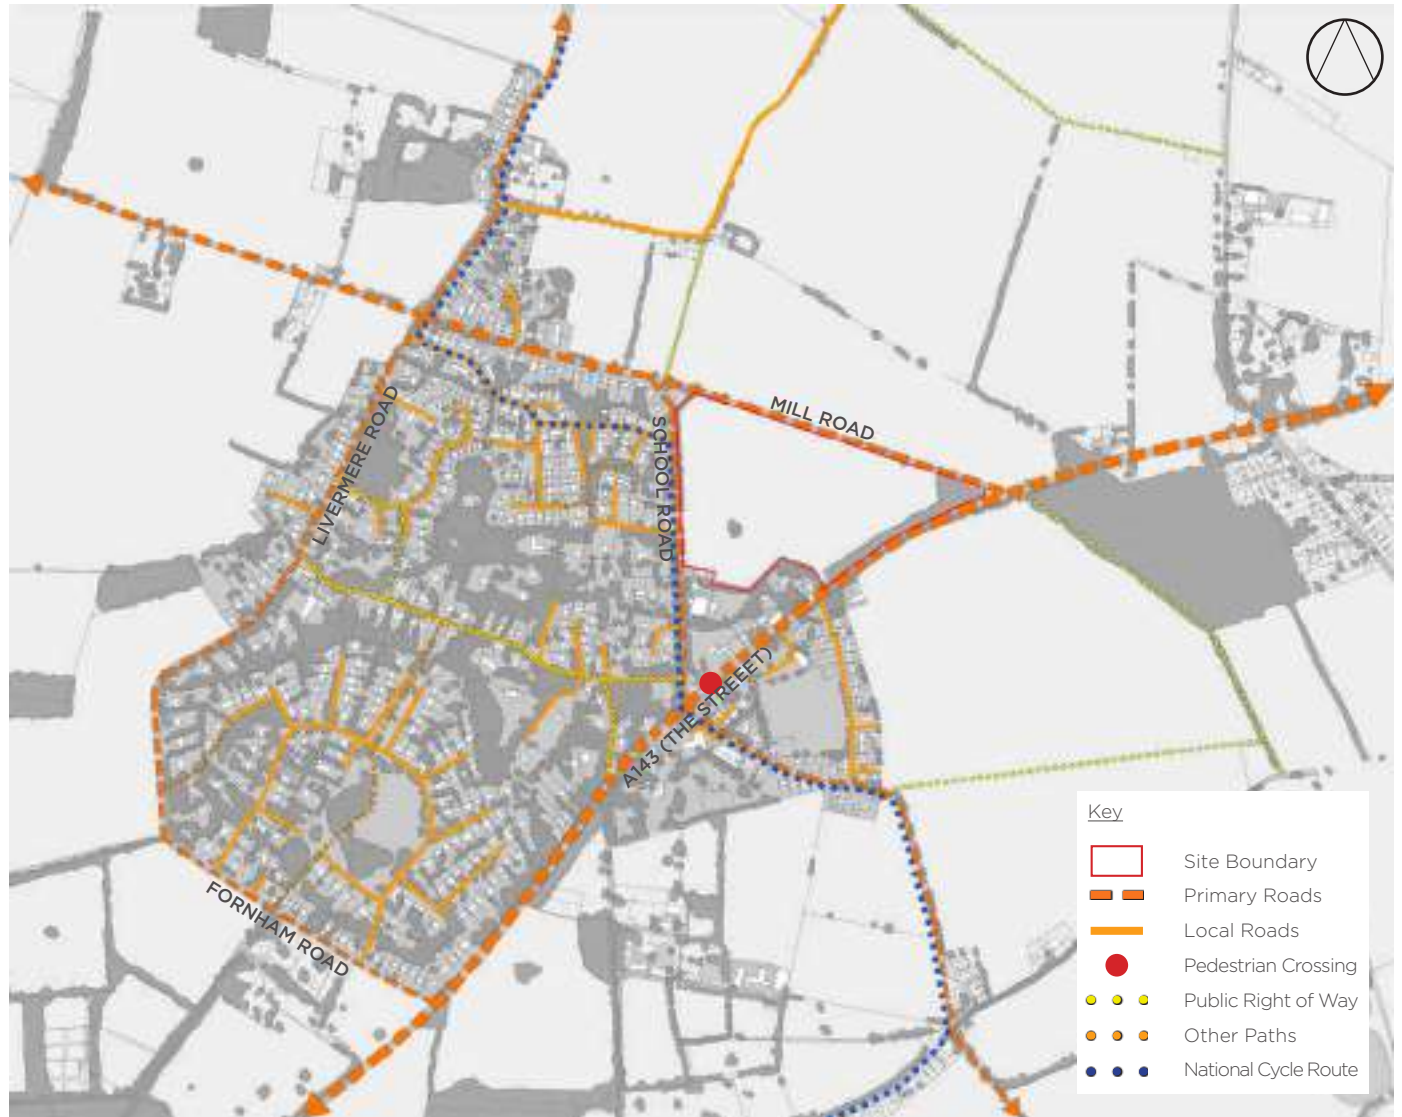 MILL ROAD
SCHOOL ROAD
LIVERMERE ROAD
A143 (THE STREEET)
FORNHAM ROAD
Key
Site Boundary
Primary Roads
Local Roads
Pedestrian Crossing
Public Right of Way
Other Paths
National Cycle Route